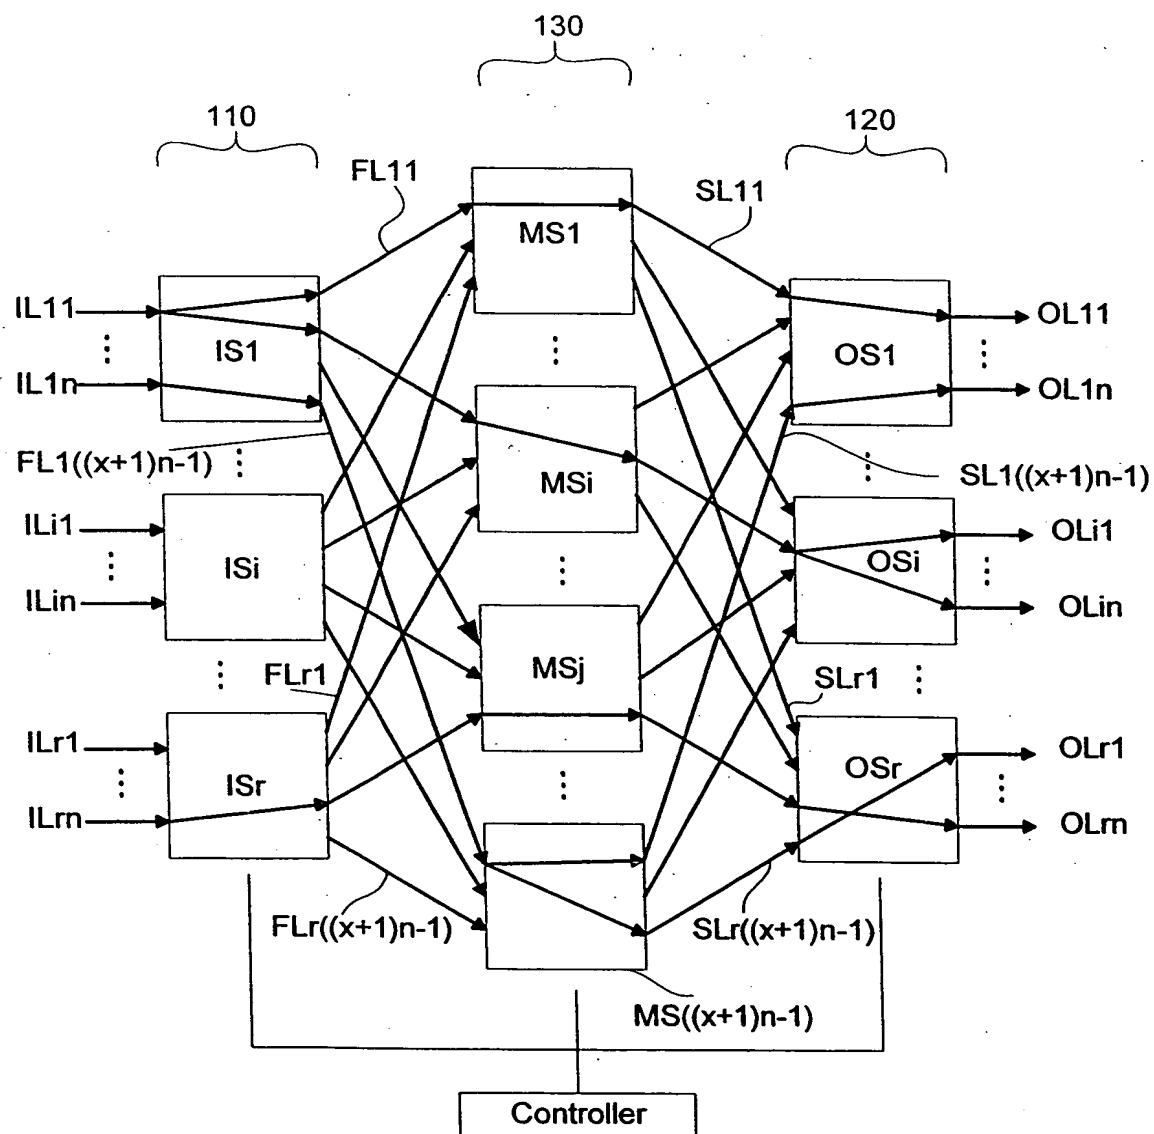 130
110
120
FL11
SL11
MS1
IL11
IS1
OS1
OL11
IL1n
OL1n
FL1((x+1)n-1)
SL1((x+1)n-1)
MSi
ILi1
ISi
OSi
OLi1
ILin
OLin
FLr1
MSj
SLr1
ILr1
ISr
OSr
OLr1
ILrn
OLrn
FLr((x+1)n-1)
SLr((x+1)n-1)
MS((x+1)n-1)
Controller